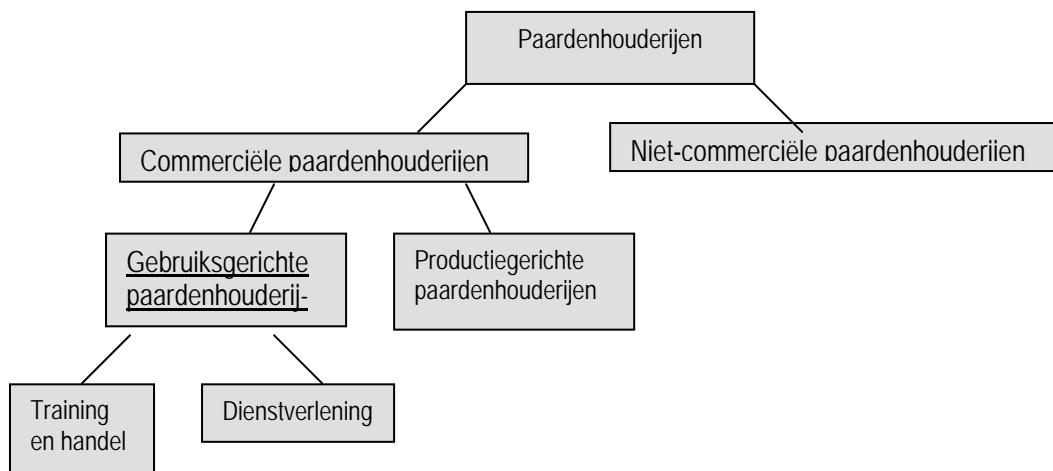 Paardenhouderijen
Commerciële paardenhouderijen
Niet-commerciële paardenhouderijen
Gebruiksgerichte
paardenhouderij-
Productiegerichte
paardenhouderijen
Training
en handel
Dienstverlening